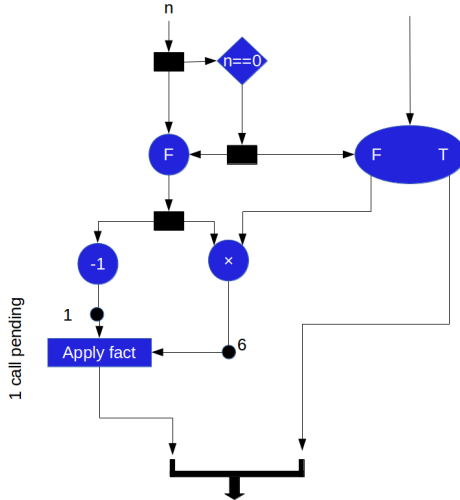 n
n==0
F
F T
-1
×
1
6
Apply fact
1 call pending